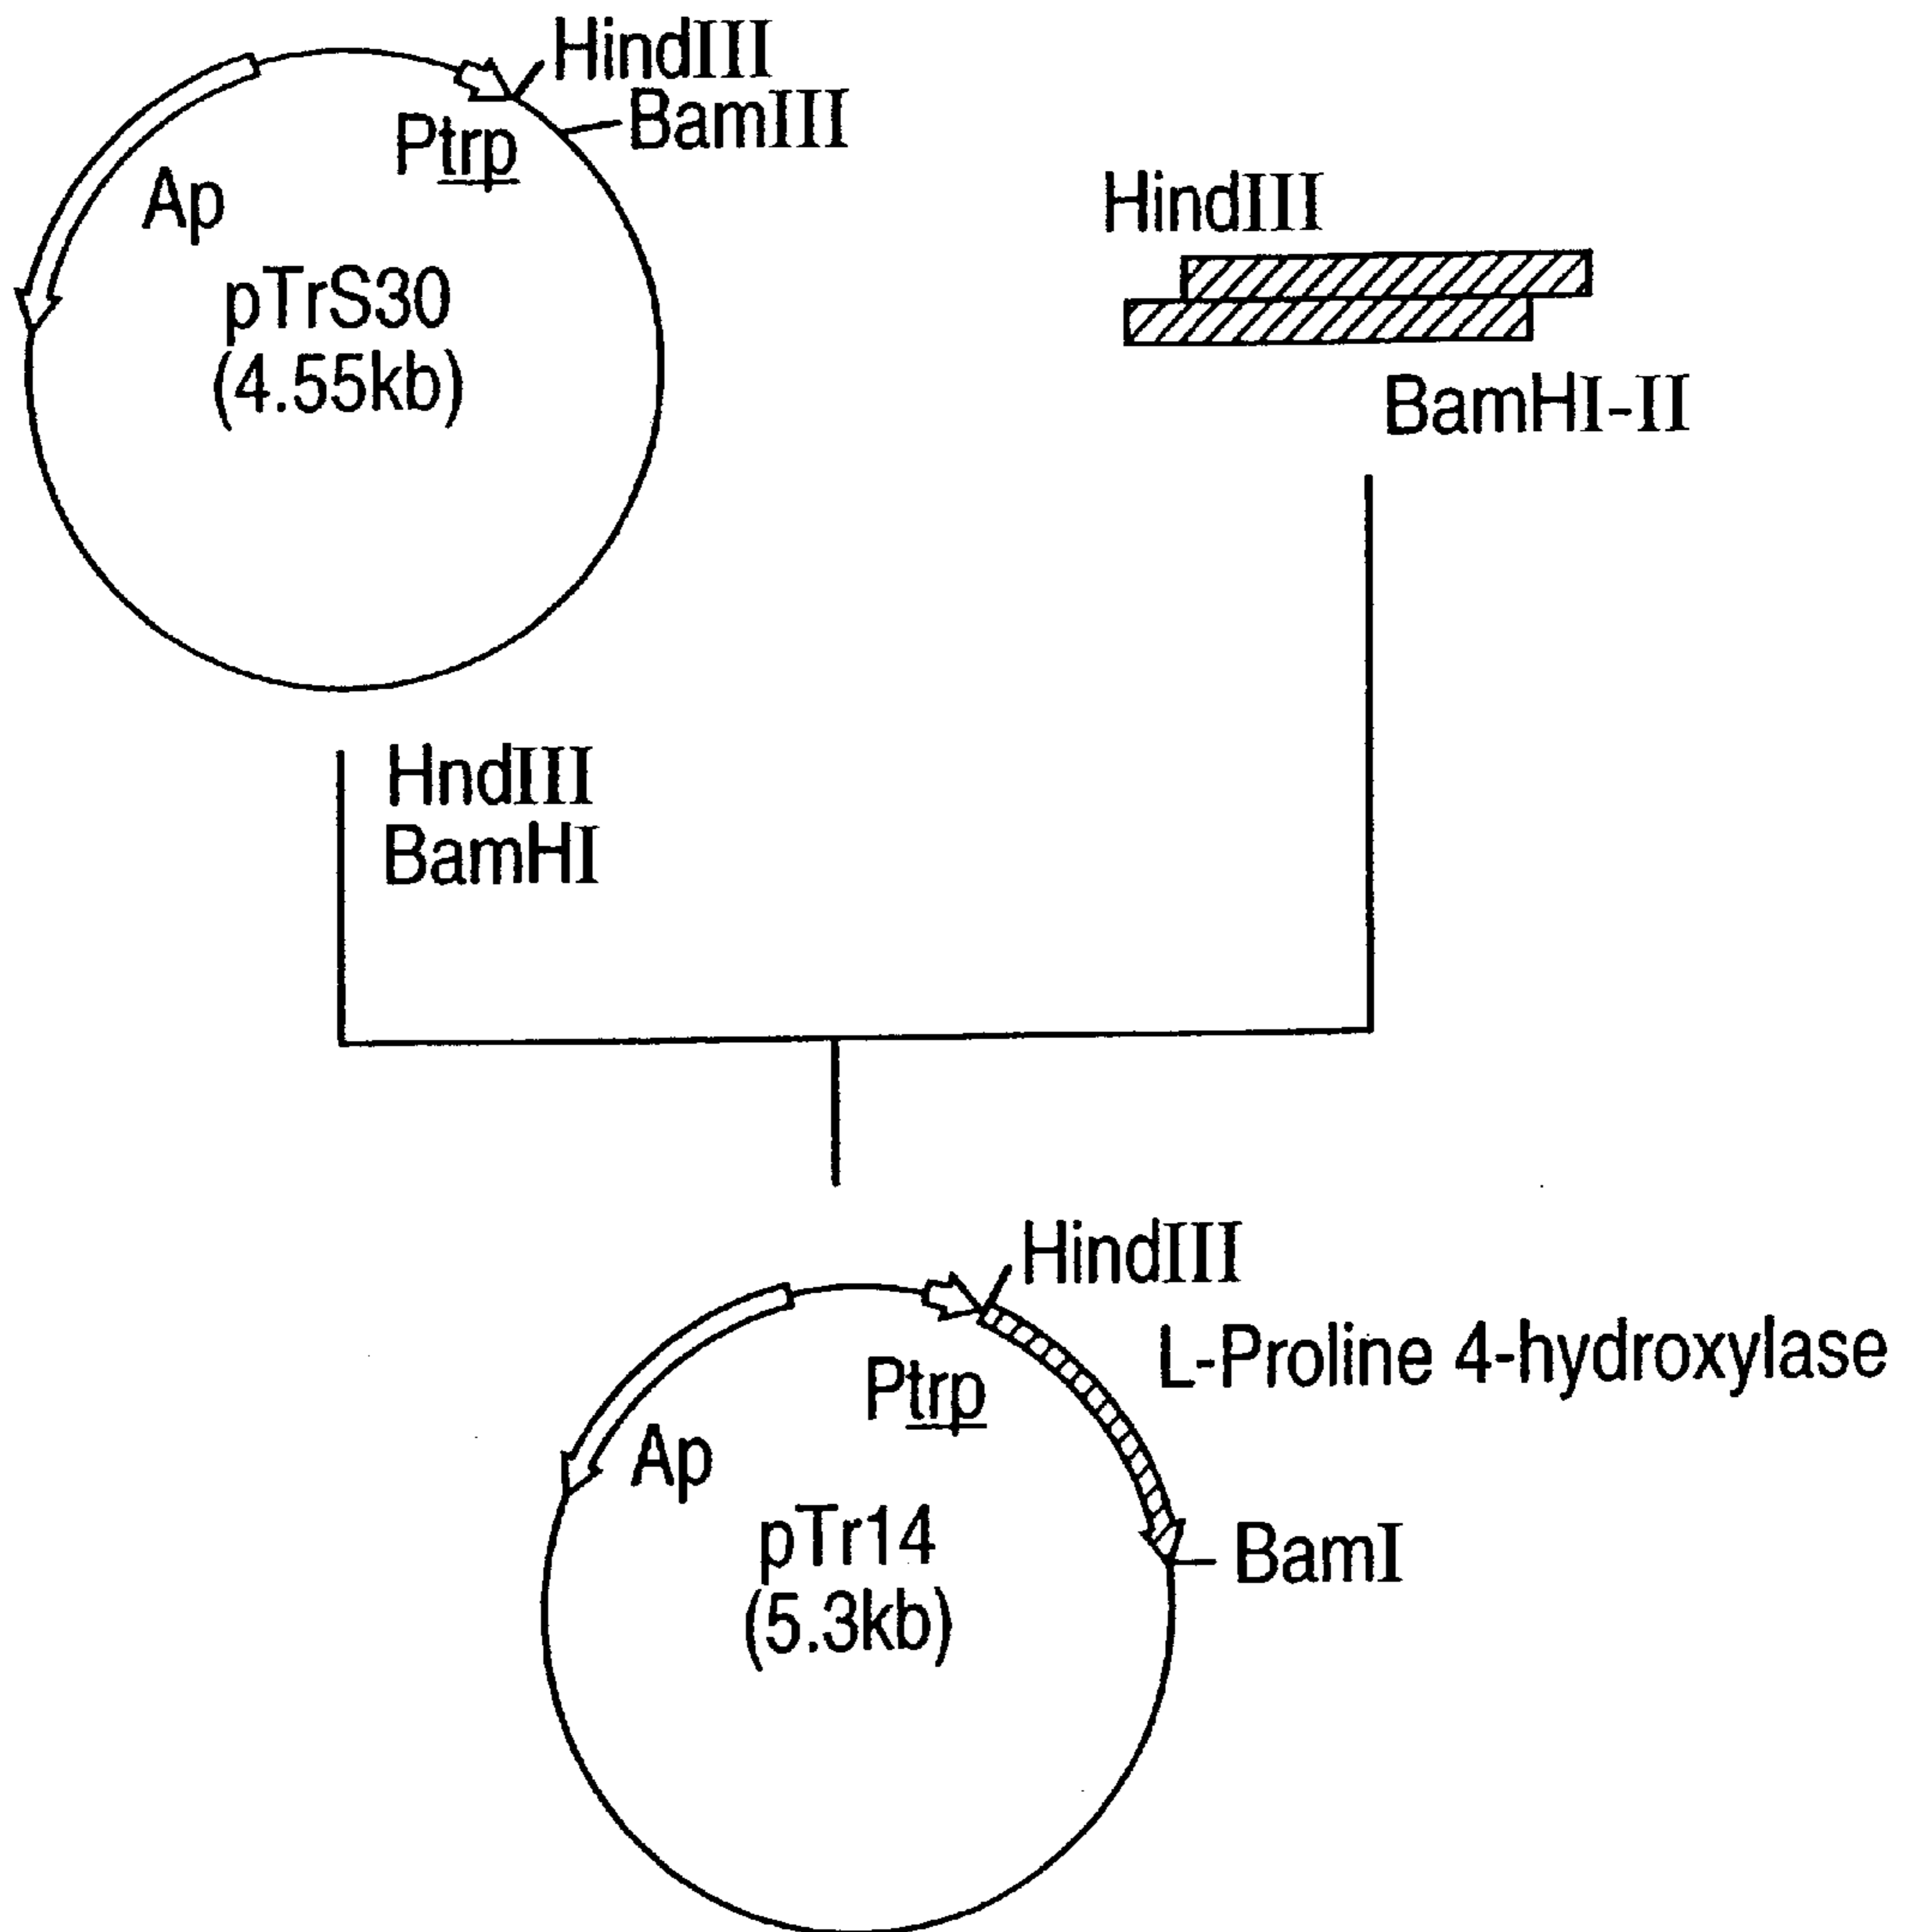 HindIII
BamIII
Ptrp
Ap
pTrS30
(4.55kb)
HindIII
BamHI-II
HndIII
BamHI
HindIII
L-Proline 4-hydroxylase
Ptrp
Ap
pTr14
(5.3kb)
BamI